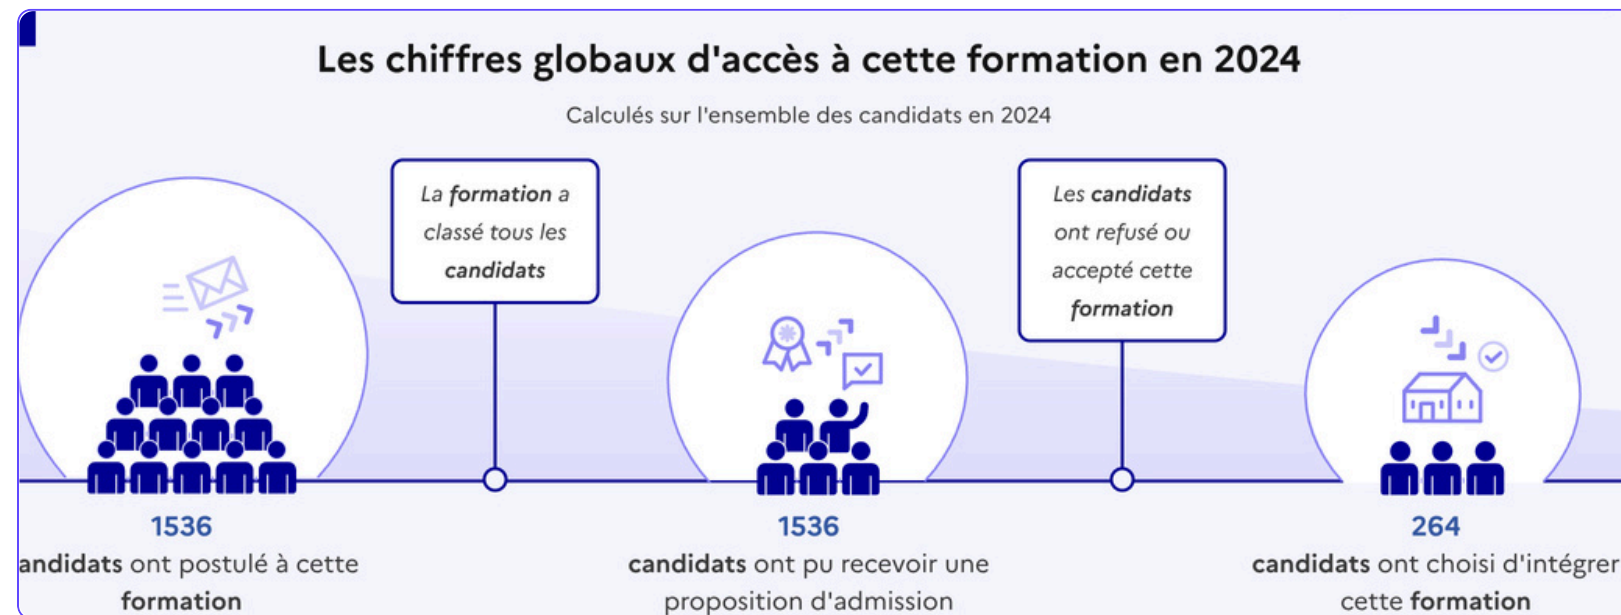 Les chiffres globaux d'accès à cette formation en 2024
Calculés sur l'ensemble des candidats en 2024
La formation a
classé tous les
candidats
Les candidats
ont refusé ou
accepté cette
formation
1536
andidats ont postulé à cette
formation
1536
candidats ont pu recevoir une
proposition d'admission
264
candidats ont choisi d'intégrer
cette formation